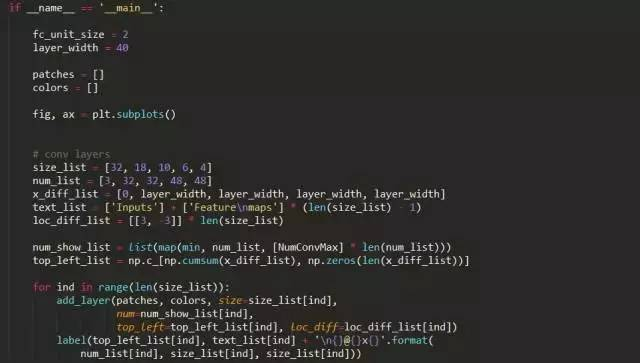 if __name__ == '__main__':
fc_unit_size = 2
layer_width = 40
patches = []
colors = []
fig, ax = plt.subplots()
# conv layers
size_list = [32, 18, 10, 6, 4]
num_list = [3, 32, 32, 48, 48]
x_diff_list = [0, layer_width, layer_width, layer_width, layer_width]
text_list = ['Inputs'] + ['Feature\nmaps'] * (len(size_list) - 1)
loc_diff_list = [[3, -3]] * len(size_list)
num_show_list = list(map(min, num_list, [NumConvMax] * len(num_list)))
top_left_list = np.c_[np.cumsum(x_diff_list), np.zeros(len(x_diff_list))]
for ind in range(len(size_list)):
add_layer(patches, colors, size=size_list[ind],
num=num_show_list[ind],
top_left=top_left_list[ind], loc_diff=loc_diff_list[ind])
label(top_left_list[ind], text_list[ind] + '\n{}@{}x{}'.format(
num_list[ind], size_list[ind], size_list[ind]))